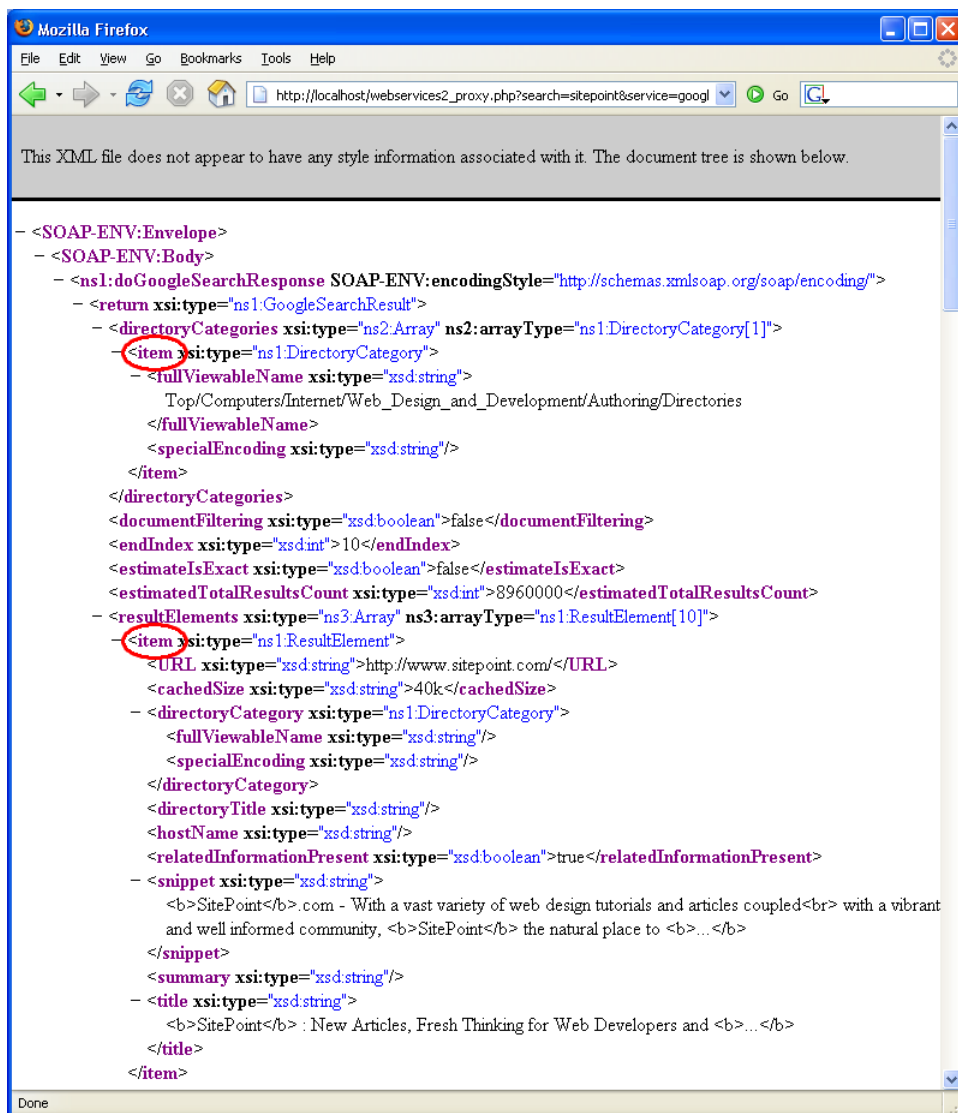 Mozilla Firefox
File Edit View Go Bookmarks Tools Help
http://localhost/webservices2_proxy.php?search=sitepoint&service=googl Go G
This XML file does not appear to have any style information associated with it. The document tree is shown below.
− <SOAP-ENV:Envelope>
− <SOAP-ENV:Body>
− <ns1:doGoogleSearchResponse SOAP-ENV:encodingStyle="http://schemas.xmlsoap.org/soap/encoding/">
− <return xsi:type="ns1:GoogleSearchResult">
− <directoryCategories xsi:type="ns2:Array" ns2:arrayType="ns1:DirectoryCategory[1]">
− <item xsi:type="ns1:DirectoryCategory">
− <fullViewableName xsi:type="xsd:string">
Top/Computers/Internet/Web_Design_and_Development/Authoring/Directories
</fullViewableName>
<specialEncoding xsi:type="xsd:string"/>
</item>
</directoryCategories>
<documentFiltering xsi:type="xsd:boolean">false</documentFiltering>
<endIndex xsi:type="xsd:int">10</endIndex>
<estimateIsExact xsi:type="xsd:boolean">false</estimateIsExact>
<estimatedTotalResultsCount xsi:type="xsd:int">8960000</estimatedTotalResultsCount>
− <resultElements xsi:type="ns3:Array" ns3:arrayType="ns1:ResultElement[10]">
− <item xsi:type="ns1:ResultElement">
<URL xsi:type="xsd:string">http://www.sitepoint.com/</URL>
<cachedSize xsi:type="xsd:string">40k</cachedSize>
− <directoryCategory xsi:type="ns1:DirectoryCategory">
<fullViewableName xsi:type="xsd:string"/>
<specialEncoding xsi:type="xsd:string"/>
</directoryCategory>
<directoryTitle xsi:type="xsd:string"/>
<hostName xsi:type="xsd:string"/>
<relatedInformationPresent xsi:type="xsd:boolean">true</relatedInformationPresent>
− <snippet xsi:type="xsd:string">
<b>SitePoint</b>.com - With a vast variety of web design tutorials and articles coupled<br> with a vibrant
and well informed community, <b>SitePoint</b> the natural place to <b>...</b>
</snippet>
<summary xsi:type="xsd:string"/>
− <title xsi:type="xsd:string">
<b>SitePoint</b> : New Articles, Fresh Thinking for Web Developers and <b>...</b>
</title>
</item>
Done